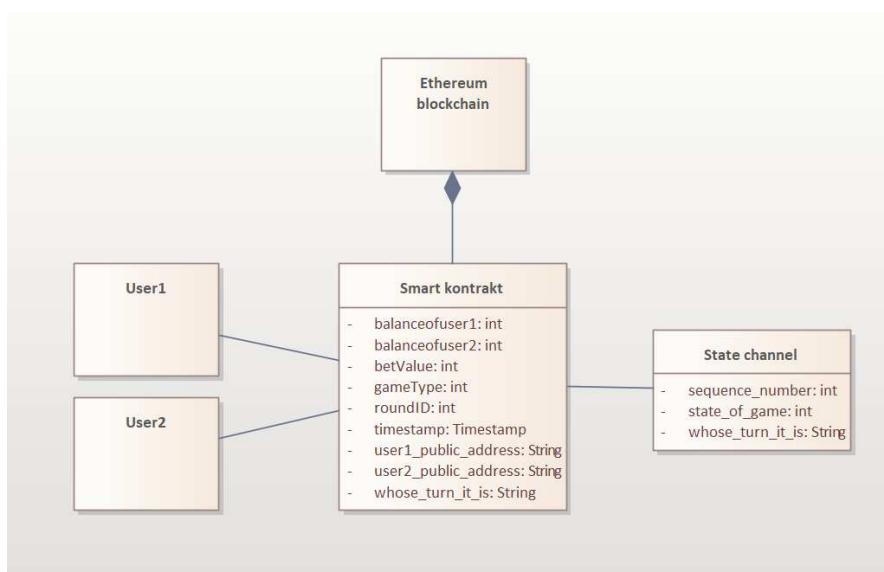 Ethereum
blockchain
User1
User2
Smart kontrakt
- balanceofuser1: int
- balanceofuser2: int
- betValue: int
- gameType: int
- roundID: int
- timestamp: Timestamp
- user1_public_address: String
- user2_public_address: String
- whose_turn_it_is: String
State channel
- sequence_number: int
- state_of_game: int
- whose_turn_it_is: String